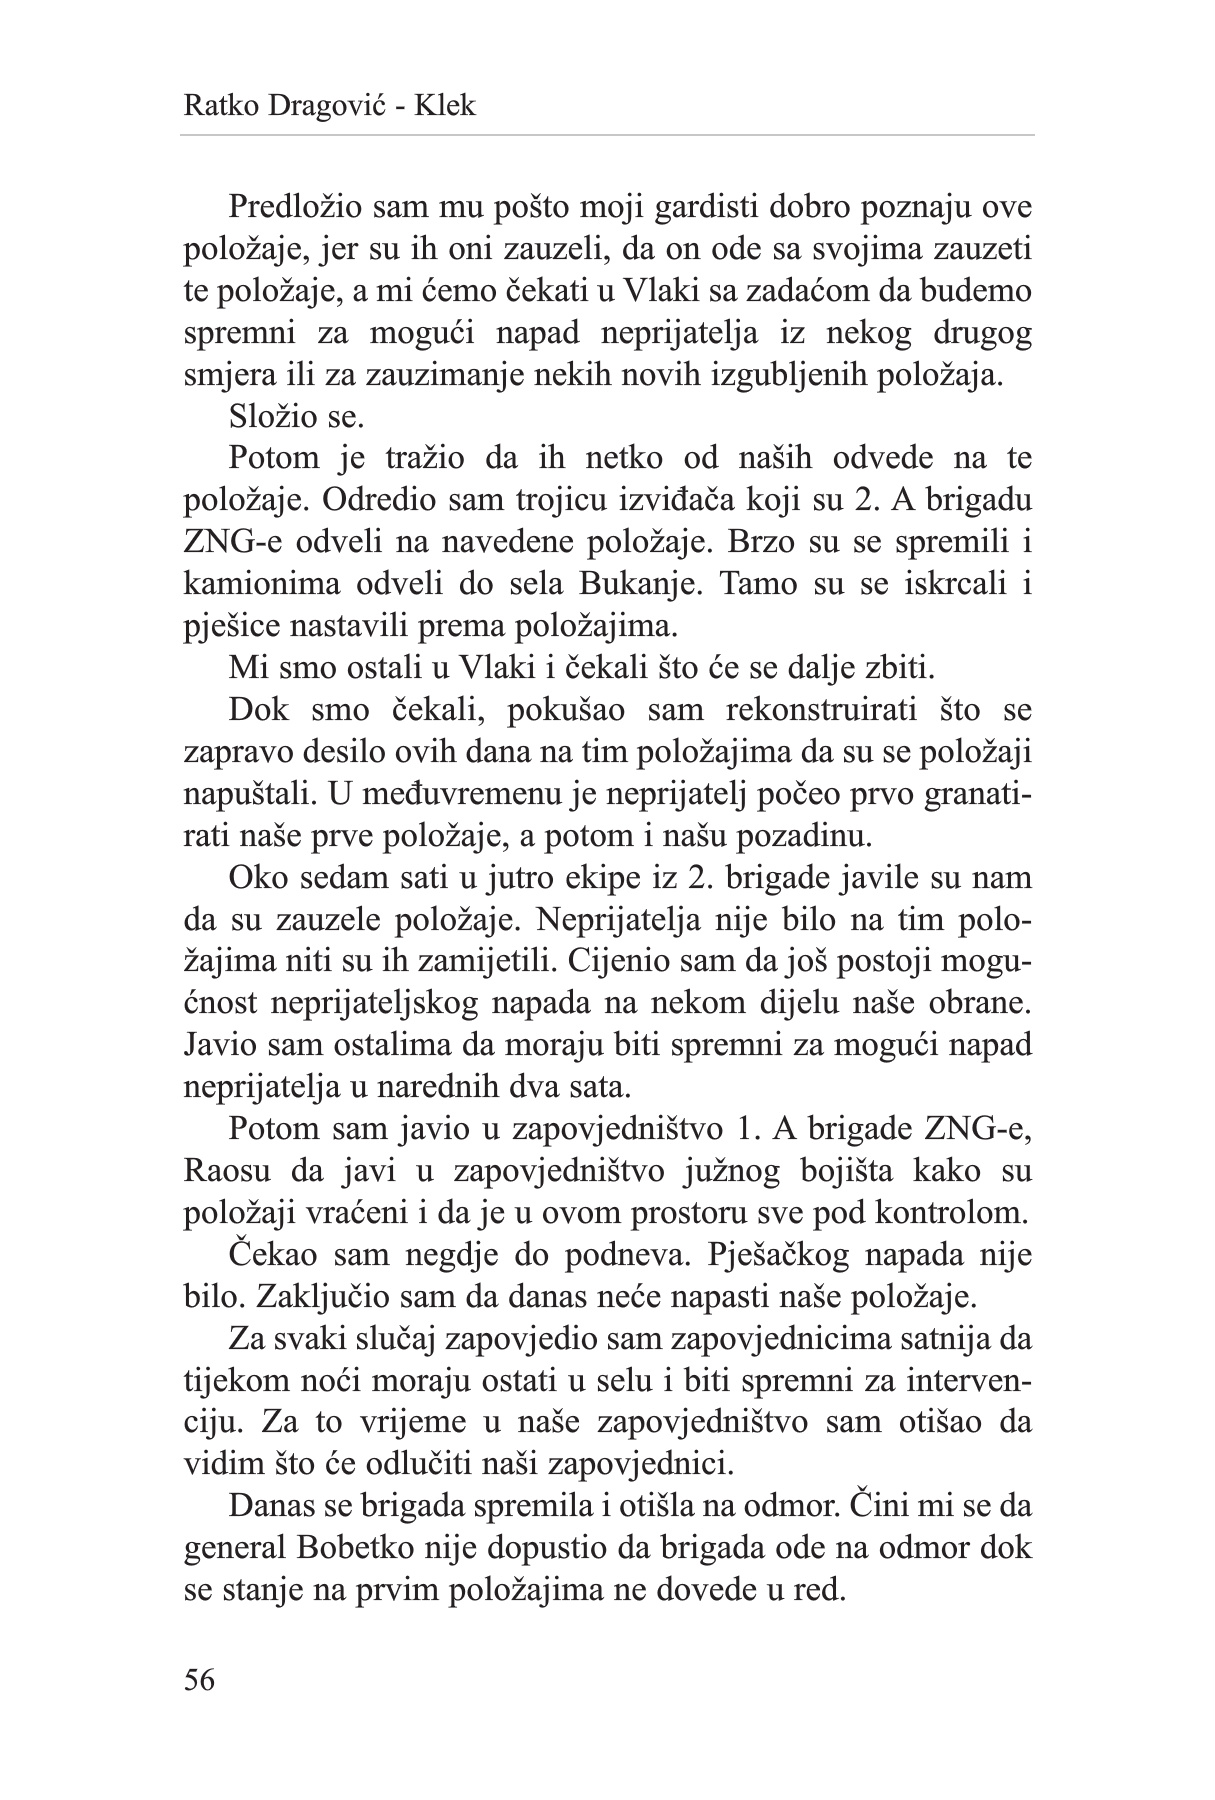 Ratko Dragović - Klek
Predložio sam mu pošto moji gardisti dobro poznaju ove
položaje, jer su ih oni zauzeli, da on ode sa svojima zauzeti
te položaje, a mi ćemo čekati u Vlaki sa zadaćom da budemo
spremni za mogući napad neprijatelja iz nekog drugog
smjera ili za zauzimanje nekih novih izgubljenih položaja.
Složio se.
Potom je tražio da ih netko od naših odvede na te
položaje. Odredio sam trojicu izviđača koji su 2. A brigadu
ZNG-e odveli na navedene položaje. Brzo su se spremili i
kamionima odveli do sela Bukanje. Tamo su se iskrcali i
pješice nastavili prema položajima.
Mi smo ostali u Vlaki i čekali što će se dalje zbiti.
Dok smo čekali, pokušao sam rekonstruirati što se
zapravo desilo ovih dana na tim položajima da su se položaji
napuštali. U međuvremenu je neprijatelj počeo prvo granati-
rati naše prve položaje, a potom i našu pozadinu.
Oko sedam sati u jutro ekipe iz 2. brigade javile su nam
da su zauzele položaje. Neprijatelja nije bilo na tim polo-
žajima niti su ih zamijetili. Cijenio sam da još postoji mogu-
ćnost neprijateljskog napada na nekom dijelu naše obrane.
Javio sam ostalima da moraju biti spremni za mogući napad
neprijatelja u narednih dva sata.
Potom sam javio u zapovjedništvo 1. A brigade ZNG-e,
Raosu da javi u zapovjedništvo južnog bojišta kako su
položaji vraćeni i da je u ovom prostoru sve pod kontrolom.
Čekao sam negdje do podneva. Pješačkog napada nije
bilo. Zaključio sam da danas neće napasti naše položaje.
Za svaki slučaj zapovjedio sam zapovjednicima satnija da
tijekom noći moraju ostati u selu i biti spremni za interven-
ciju. Za to vrijeme u naše zapovjedništvo sam otišao da
vidim što će odlučiti naši zapovjednici.
Danas se brigada spremila i otišla na odmor. Čini mi se da
general Bobetko nije dopustio da brigada ode na odmor dok
se stanje na prvim položajima ne dovede u red.
56